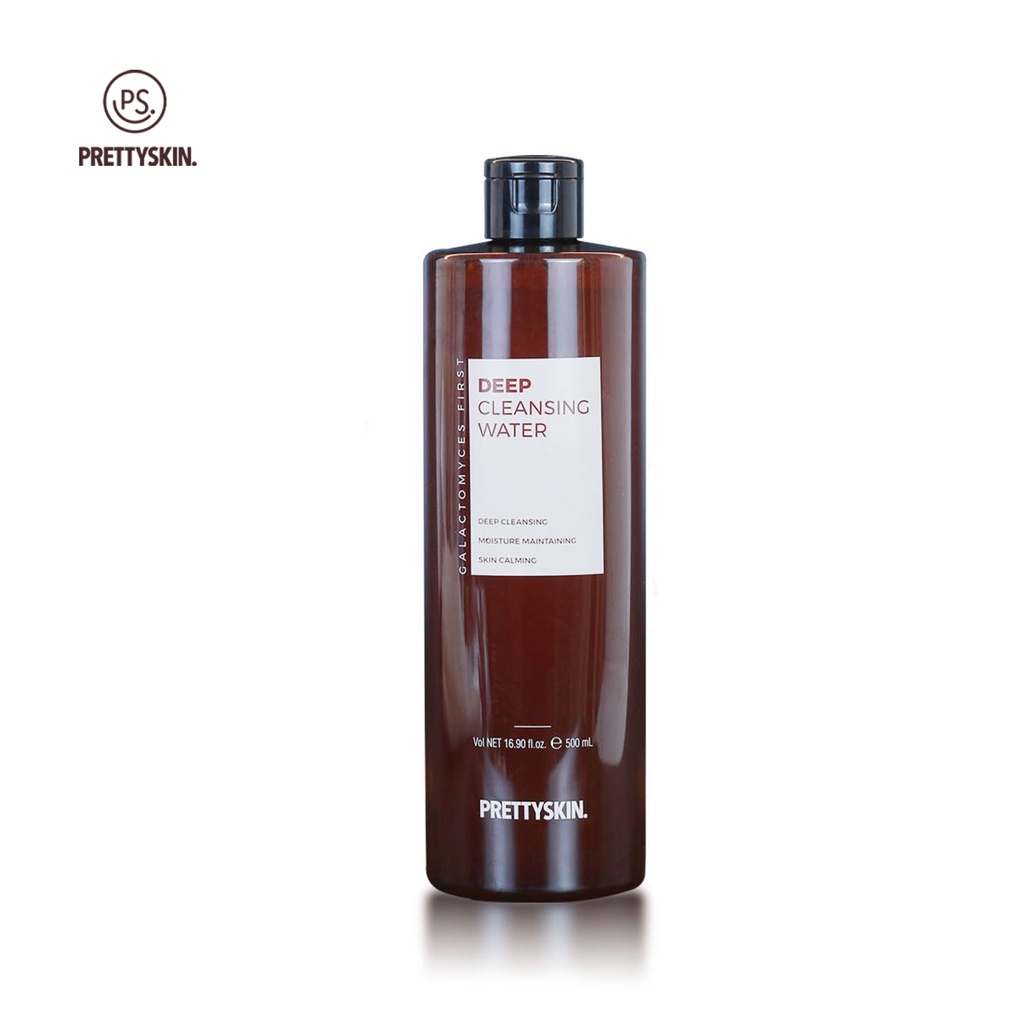 PS.
PRETTYSKIN.
GALACTOMYCES FIRST
DEEP
CLEANSING
WATER
DEEP CLEANSING
MOISTURE MAINTAINING
SKIN CALMING
Vol NET 16.90 fl.oz. ℮ 500 mL
PRETTYSKIN.